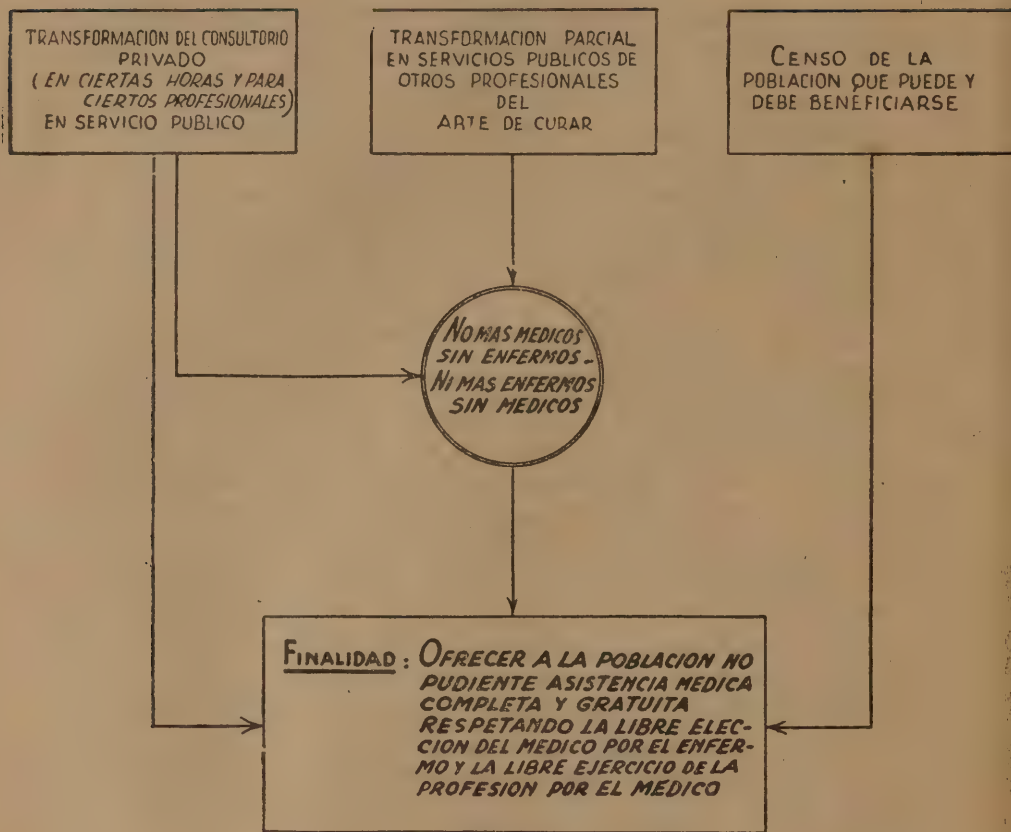 TRANSFORMACION DEL CONSULTORIO
PRIVADO
(EN CIERTAS HORAS Y PARA
CIERTOS PROFESIONALES)
EN SERVICIO PUBLICO
TRANSFORMACION PARCIAL
EN SERVICIOS PUBLICOS DE
OTROS PROFESIONALES
DEL
ARTE DE CURAR
CENSO DE LA
POBLACION QUE PUEDE Y
DEBE BENEFICIARSE
NO MAS MEDICOS
SIN ENFERMOS -
NI MAS ENFERMOS
SIN MEDICOS
FINALIDAD: OFRECER A LA POBLACION NO
PUDIENTE ASISTENCIA MEDICA
COMPLETA Y GRATUITA
RESPETANDO LA LIBRE ELEC-
CION DEL MEDICO POR EL ENFER-
MO Y LA LIBRE EJERCICIO DE LA
PROFESION POR EL MEDICO